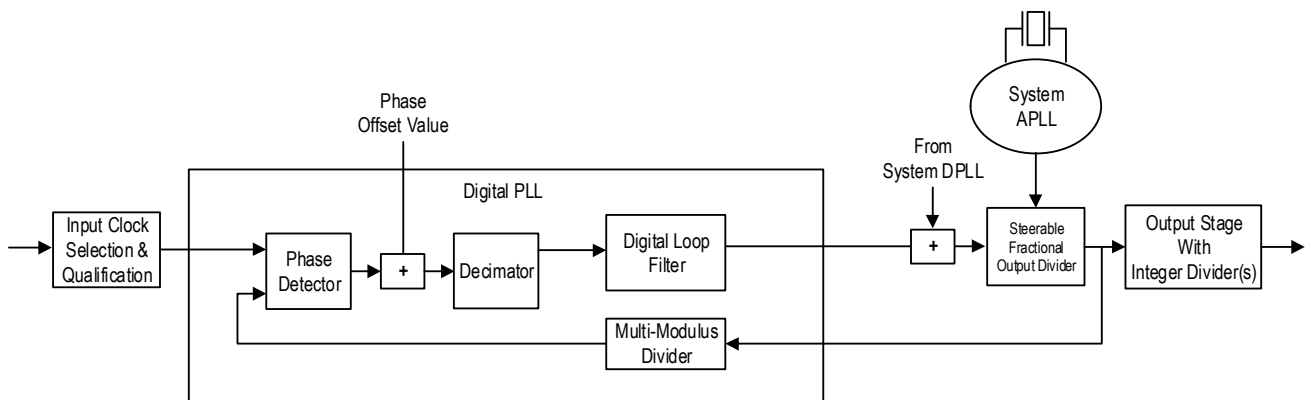 System
APLL
Phase
Offset Value
From
System DPLL
Digital PLL
Input Clock
Selection &
Qualification
Phase
Detector
+
Decimator
Digital Loop
Filter
+
Steerable
Fractional
Output Divider
Output Stage
With
Integer Divider(s)
Multi-Modulus
Divider